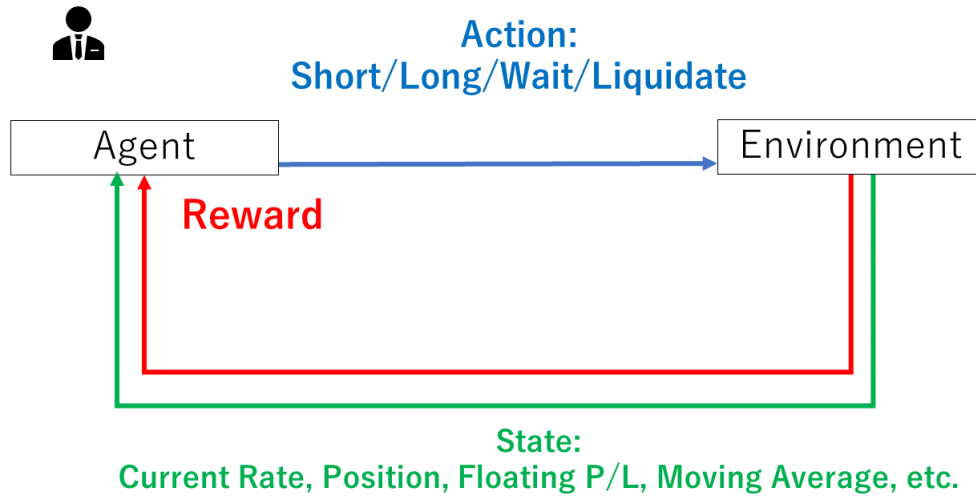 Action:
Short/Long/Wait/Liquidate
Agent
Environment
Reward
State:
Current Rate, Position, Floating P/L, Moving Average, etc.